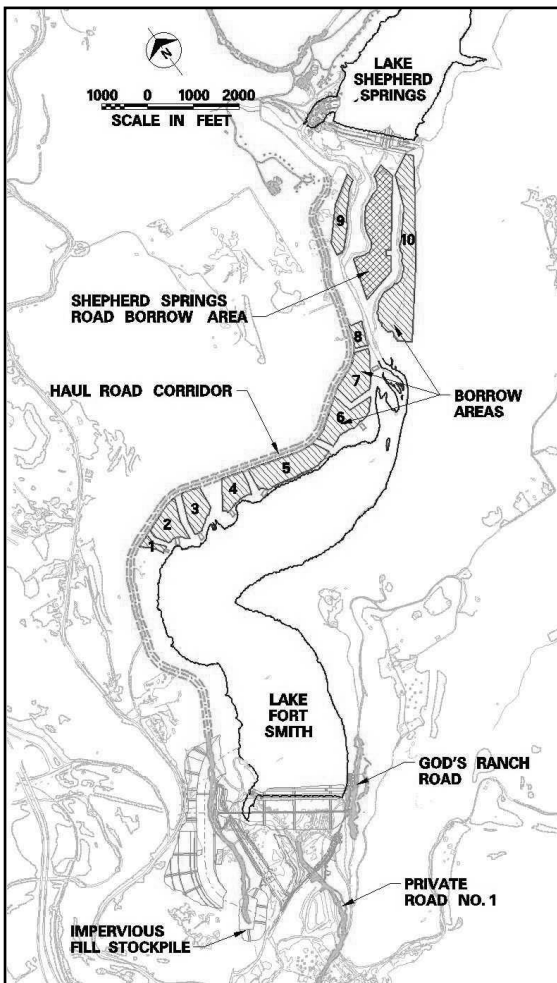 LAKE
SHEPHERD
SPRINGS
N
1000 0 1000 2000
SCALE IN FEET
9
10
SHEPHERD SPRINGS
ROAD BORROW AREA
8
7
HAUL ROAD CORRIDOR
BORROW
AREAS
6
5
4
3
2
1
LAKE
FORT
SMITH
GOD'S RANCH
ROAD
PRIVATE
ROAD NO. 1
IMPERVIOUS
FILL STOCKPILE